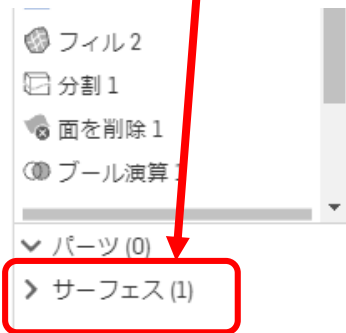 フィル 2
分割 1
面を削除 1
ブール演算 1
パーツ (0)
サーフェス (1)